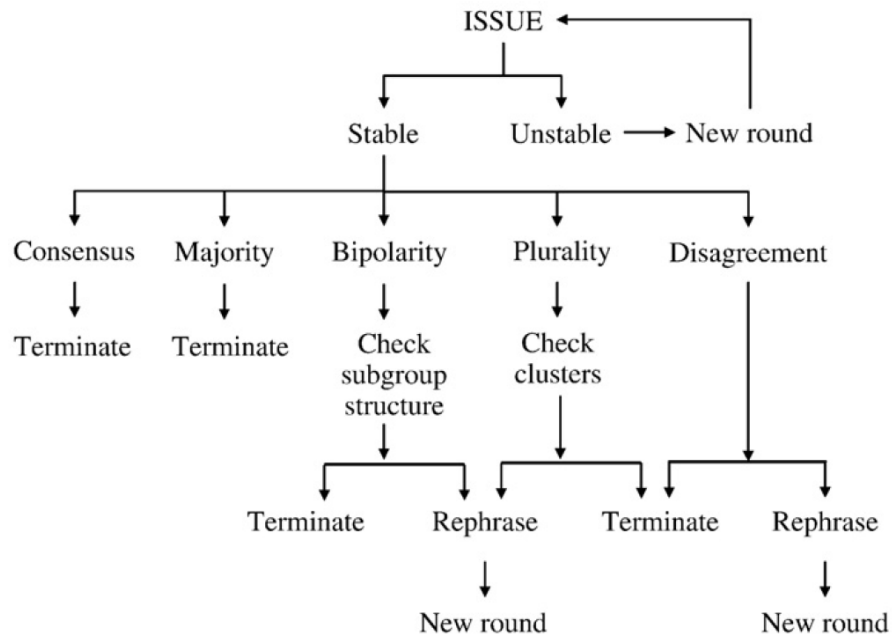 ISSUE
Stable
Unstable
New round
Consensus
Majority
Bipolarity
Plurality
Disagreement
Terminate
Terminate
Check
subgroup
structure
Check
clusters
Terminate
Rephrase
Terminate
Rephrase
New round
New round